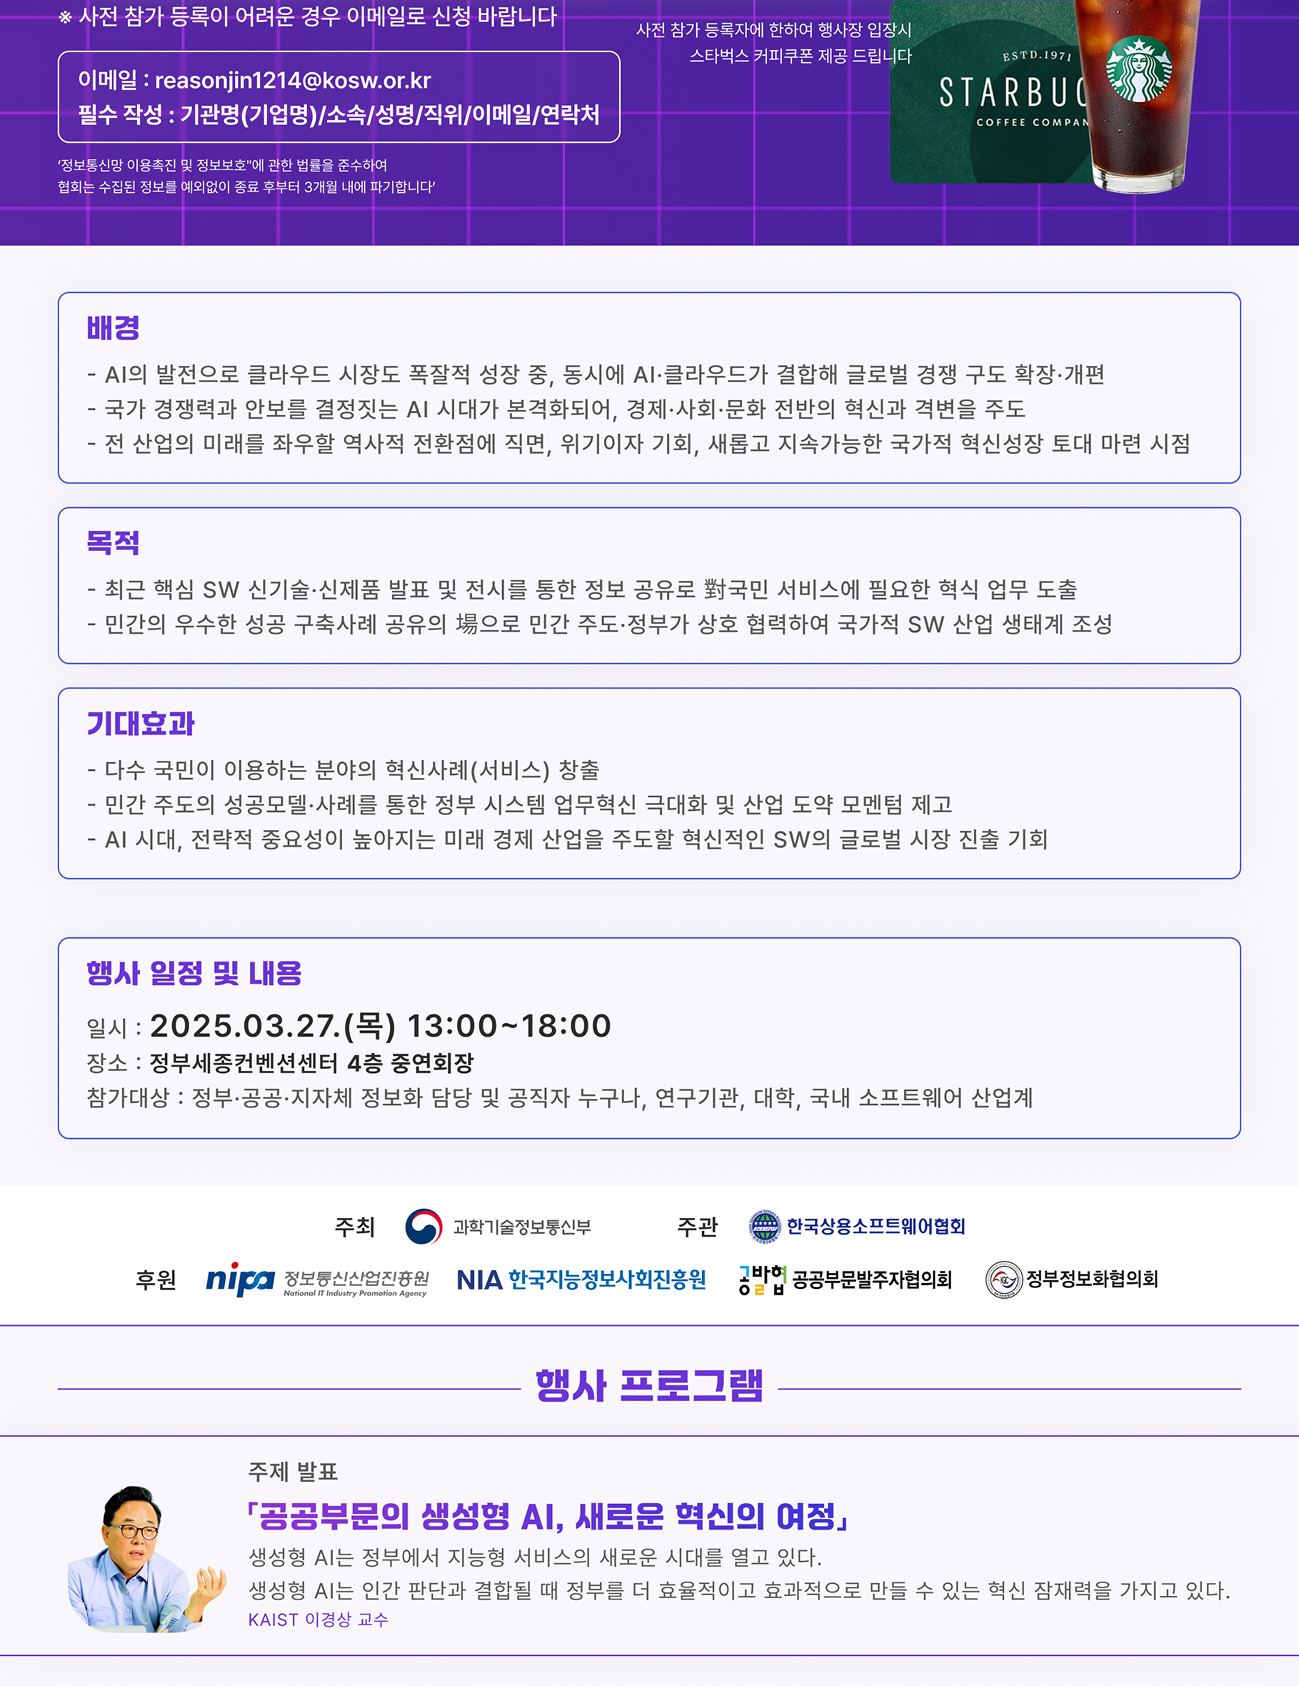 ※ 사전 참가 등록이 어려운 경우 이메일로 신청 바랍니다
이메일 : reasonjin1214@kosw.or.kr
필수 작성 : 기관명(기업명)/소속/성명/직위/이메일/연락처
‘정보통신망 이용촉진 및 정보보호"에 관한 법률을 준수하여
협회는 수집된 정보를 예외없이 종료 후부터 3개월 내에 파기합니다’
사전 참가 등록자에 한하여 행사장 입장시
스타벅스 커피쿠폰 제공 드립니다
ESTD.1971
STARBUC
COFFEE COMPAN
배경
- AI의 발전으로 클라우드 시장도 폭잘적 성장 중, 동시에 AI·클라우드가 결합해 글로벌 경쟁 구도 확장·개편
- 국가 경쟁력과 안보를 결정짓는 AI 시대가 본격화되어, 경제·사회·문화 전반의 혁신과 격변을 주도
- 전 산업의 미래를 좌우할 역사적 전환점에 직면, 위기이자 기회, 새롭고 지속가능한 국가적 혁신성장 토대 마련 시점
목적
- 최근 핵심 SW 신기술·신제품 발표 및 전시를 통한 정보 공유로 對국민 서비스에 필요한 혁식 업무 도출
- 민간의 우수한 성공 구축사례 공유의 場으로 민간 주도·정부가 상호 협력하여 국가적 SW 산업 생태계 조성
기대효과
- 다수 국민이 이용하는 분야의 혁신사례(서비스) 창출
- 민간 주도의 성공모델·사례를 통한 정부 시스템 업무혁신 극대화 및 산업 도약 모멘텀 제고
- AI 시대, 전략적 중요성이 높아지는 미래 경제 산업을 주도할 혁신적인 SW의 글로벌 시장 진출 기회
행사 일정 및 내용
일시 : 2025.03.27.(목) 13:00~18:00
장소 : 정부세종컨벤션센터 4층 중연회장
참가대상 : 정부·공공·지자체 정보화 담당 및 공직자 누구나, 연구기관, 대학, 국내 소프트웨어 산업계
주최 과학기술정보통신부 주관 한국상용소프트웨어협회
후원 nipa 정보통신산업진흥원 National IT Industry Promotion Agency NIA 한국지능정보사회진흥원 공발협 공공부문발주자협의회 정부정보화협의회
행사 프로그램
주제 발표
「공공부문의 생성형 AI, 새로운 혁신의 여정」
생성형 AI는 정부에서 지능형 서비스의 새로운 시대를 열고 있다.
생성형 AI는 인간 판단과 결합될 때 정부를 더 효율적이고 효과적으로 만들 수 있는 혁신 잠재력을 가지고 있다.
KAIST 이경상 교수